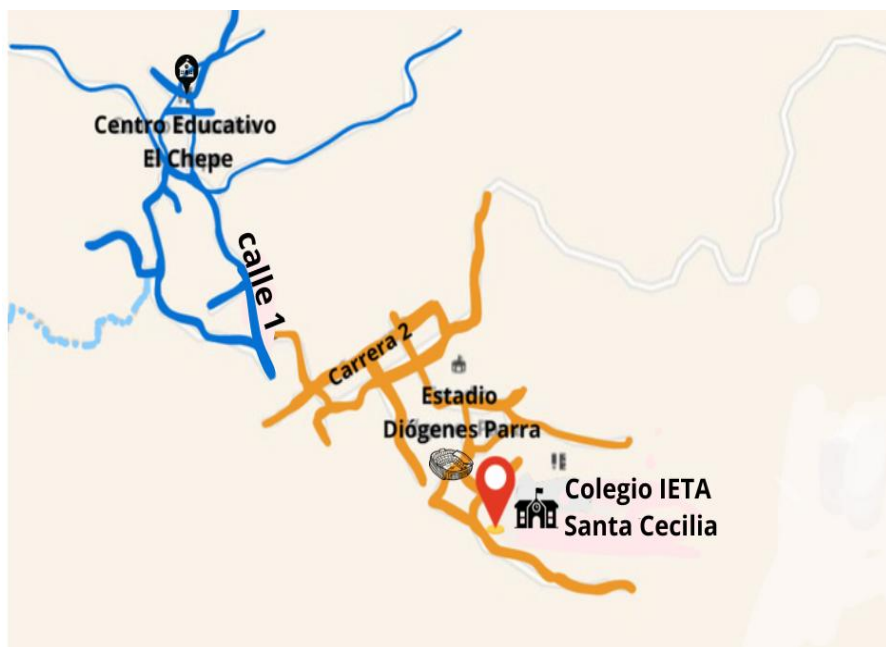 Centro Educativo
El Chepe
calle 1
Carrera 2
Estadio
Diógenes Parra
Colegio IETA
Santa Cecilia